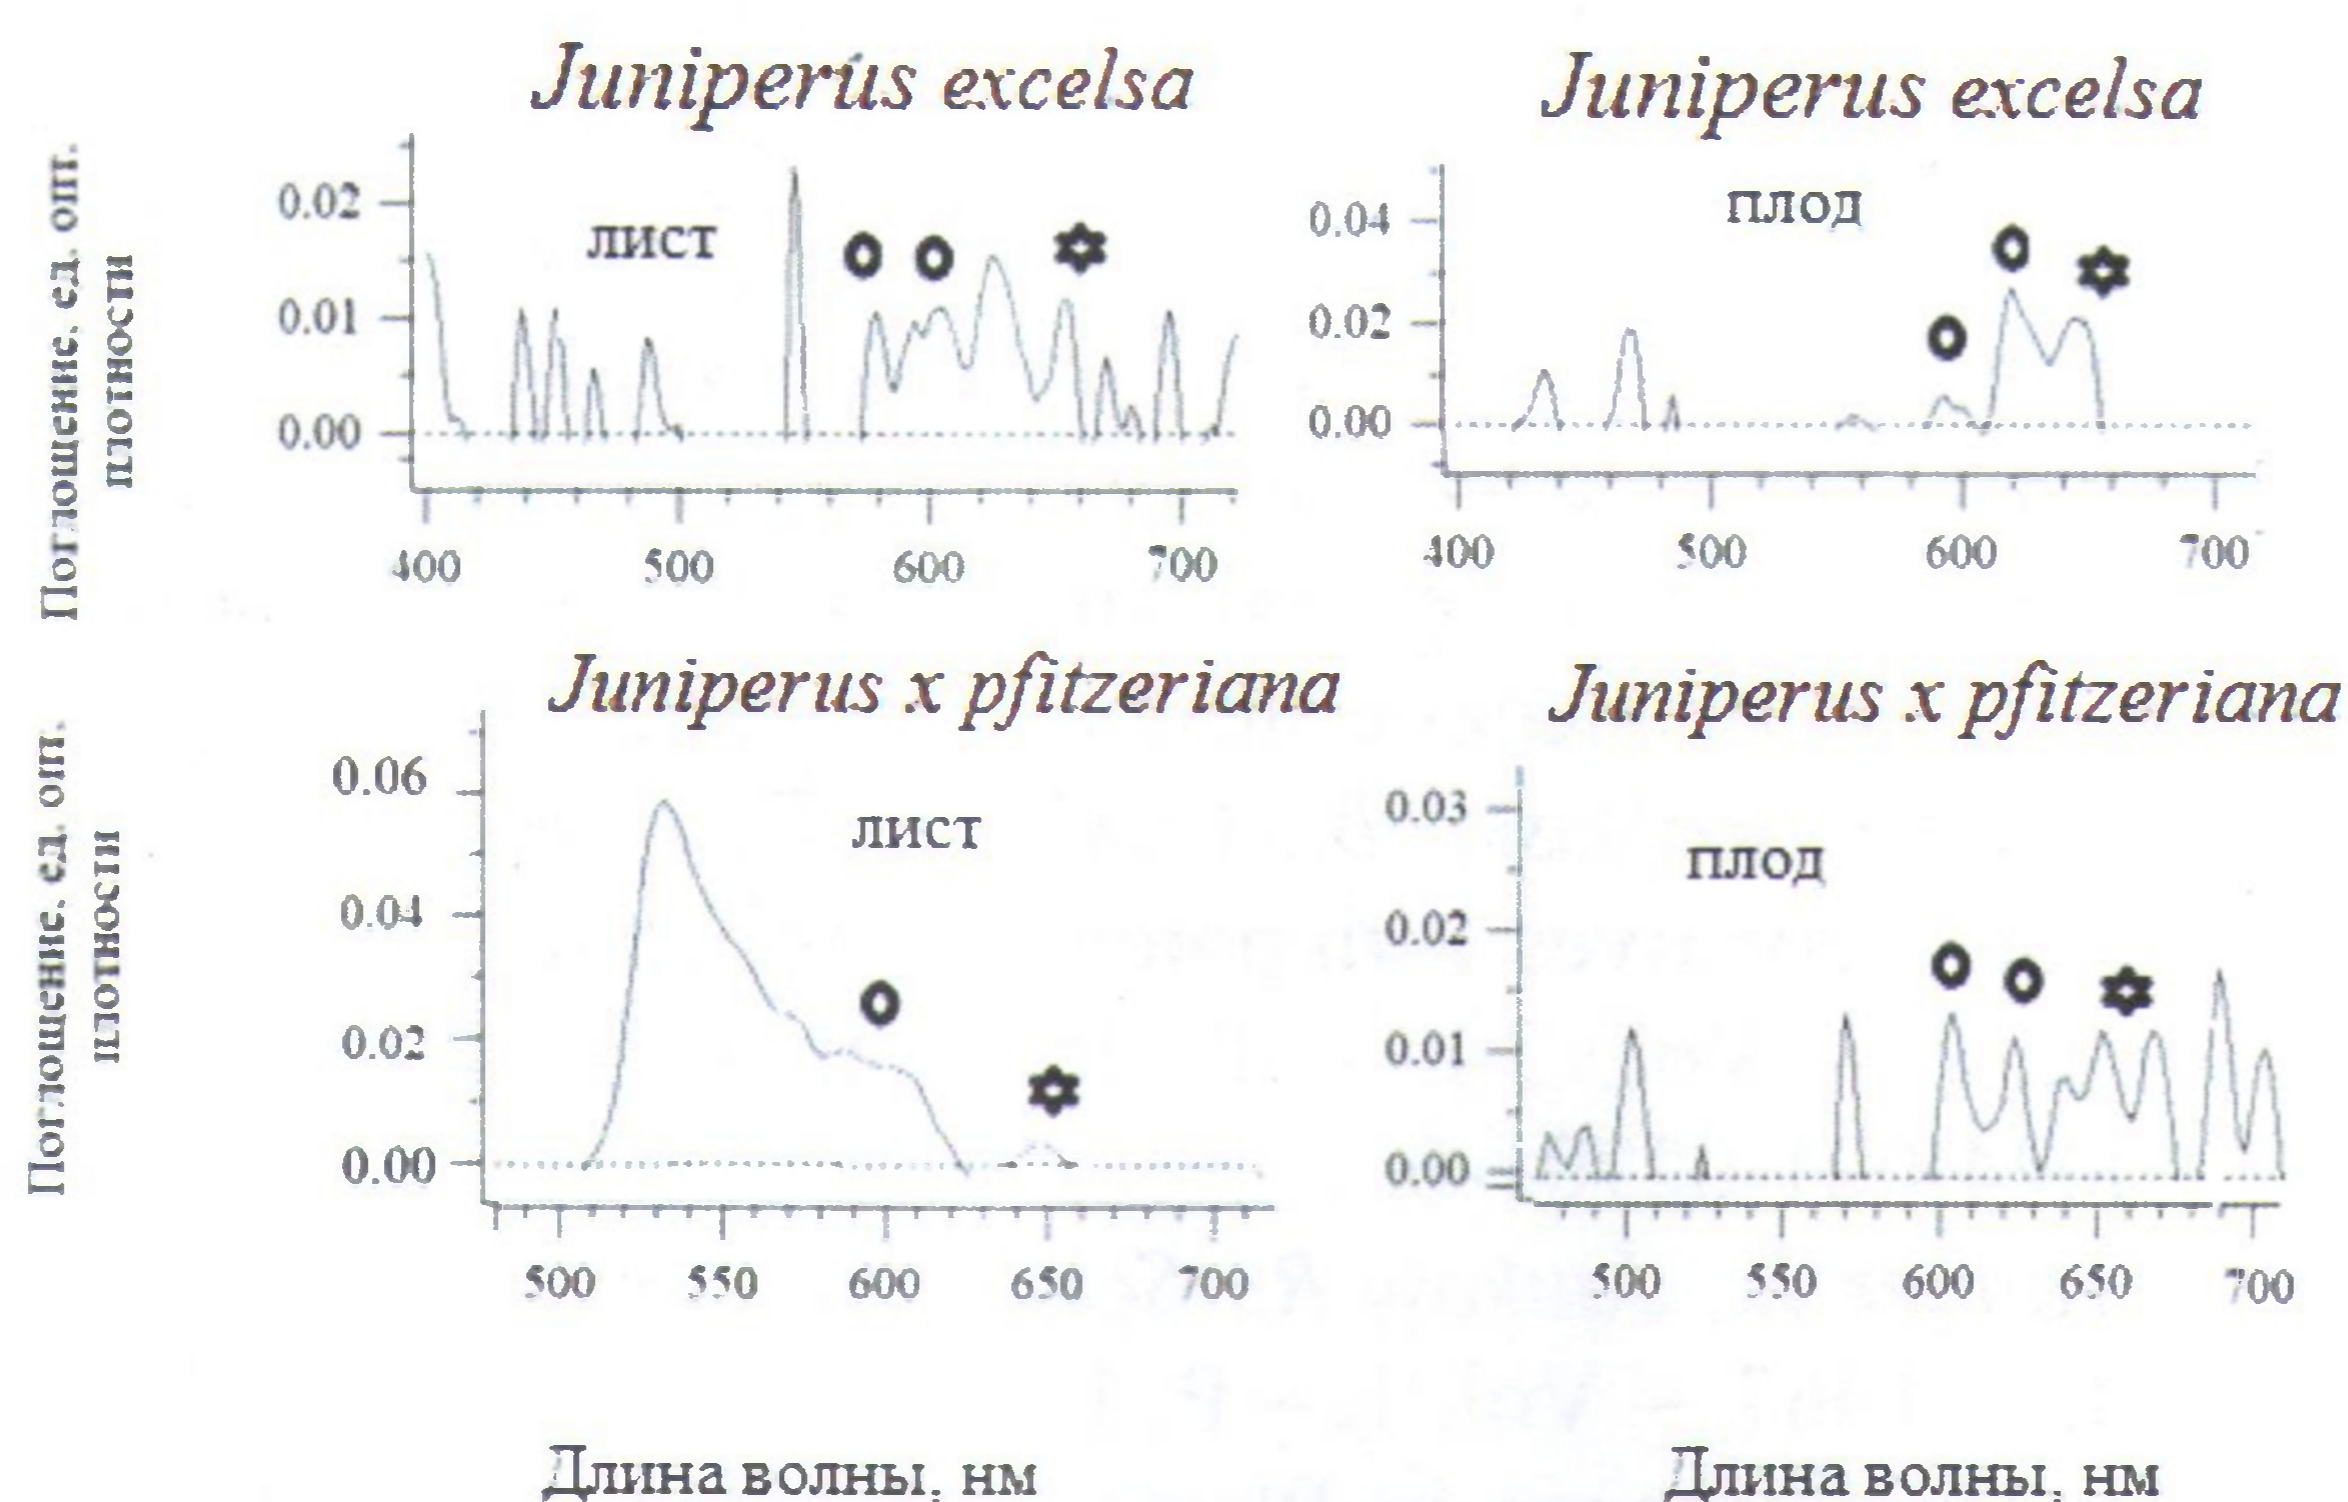 Juniperus excelsa
Juniperus excelsa
Поглощение, ед. оп.
плотности
лист
0.02
0.01
0.00
400 500 600 700
плод
0.04
0.02
0.00
400 500 600 700
Juniperus x pfitzeriana
Juniperus x pfitzeriana
Поглощение, ед. оп.
плотности
лист
0.06
0.04
0.02
0.00
500 550 600 650 700
плод
0.03
0.02
0.01
0.00
500 550 600 650 700
Длина волны, нм
Длина волны, нм